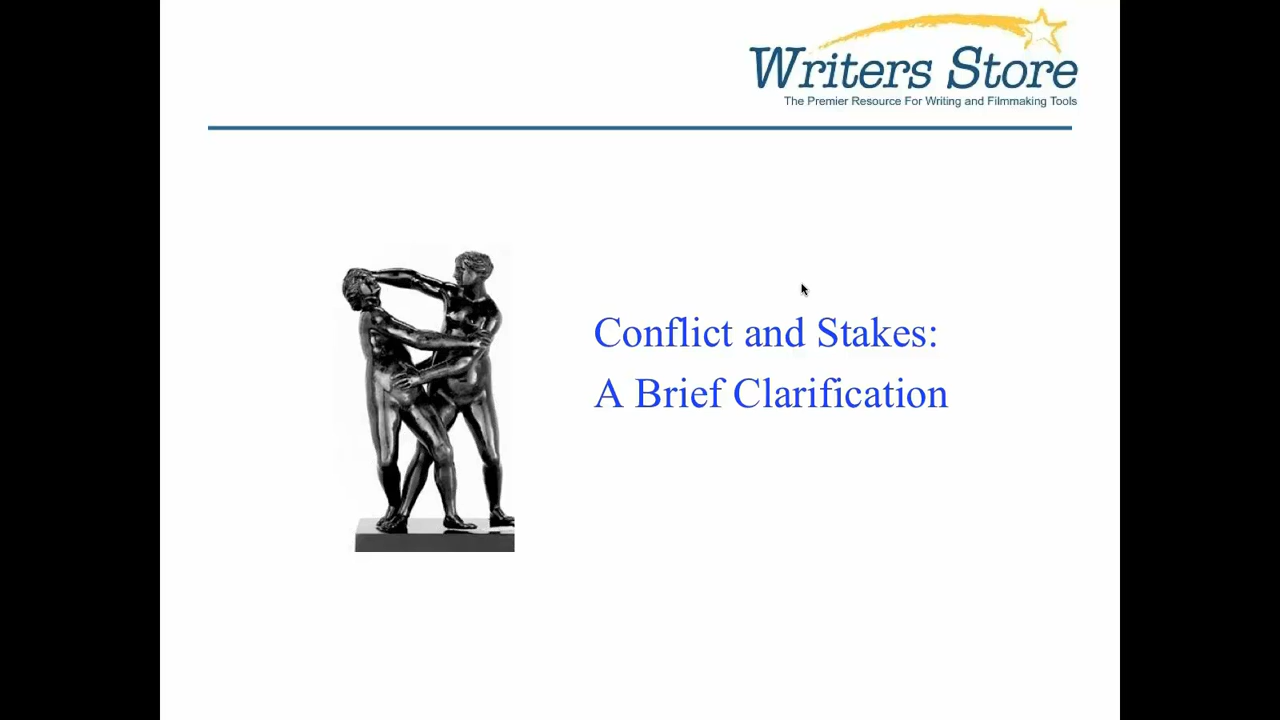 Writers Store
The Premier Resource For Writing and Filmmaking Tools
Conflict and Stakes:
A Brief Clarification